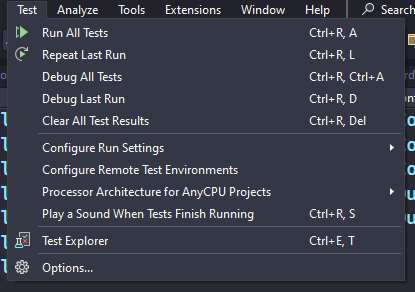 Test Analyze Tools Extensions Window Help Search
Run All Tests Ctrl+R, A
Repeat Last Run Ctrl+R, L
Debug All Tests Ctrl+R, Ctrl+A
Debug Last Run Ctrl+R, D
Clear All Test Results Ctrl+R, Del
Configure Run Settings
Configure Remote Test Environments
Processor Architecture for AnyCPU Projects
Play a Sound When Tests Finish Running Ctrl+R, S
Test Explorer Ctrl+E, T
Options...